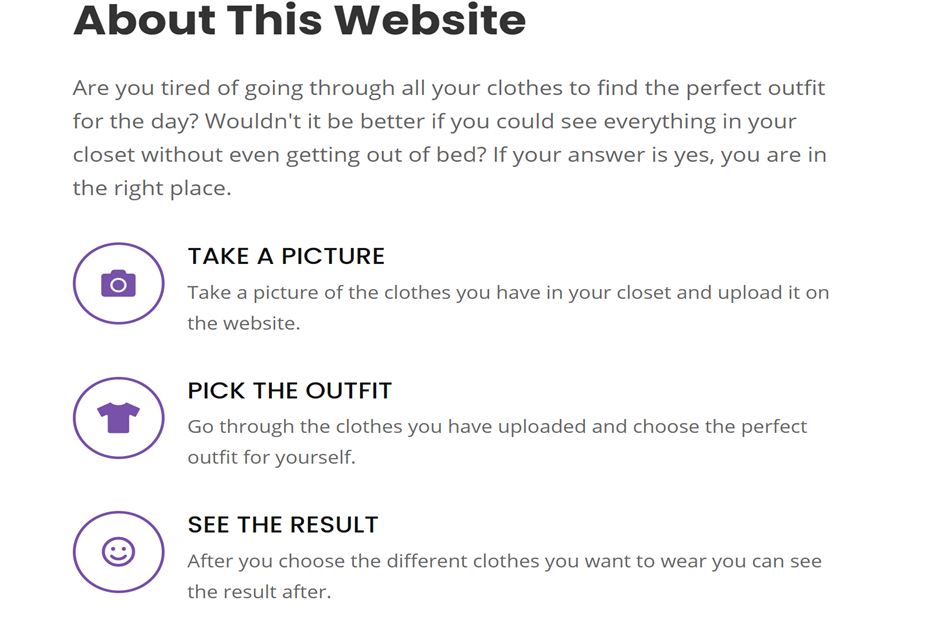 About This Website
Are you tired of going through all your clothes to find the perfect outfit
for the day? Wouldn't it be better if you could see everything in your
closet without even getting out of bed? If your answer is yes, you are in
the right place.
TAKE A PICTURE
Take a picture of the clothes you have in your closet and upload it on
the website.
PICK THE OUTFIT
Go through the clothes you have uploaded and choose the perfect
outfit for yourself.
SEE THE RESULT
After you choose the different clothes you want to wear you can see
the result after.